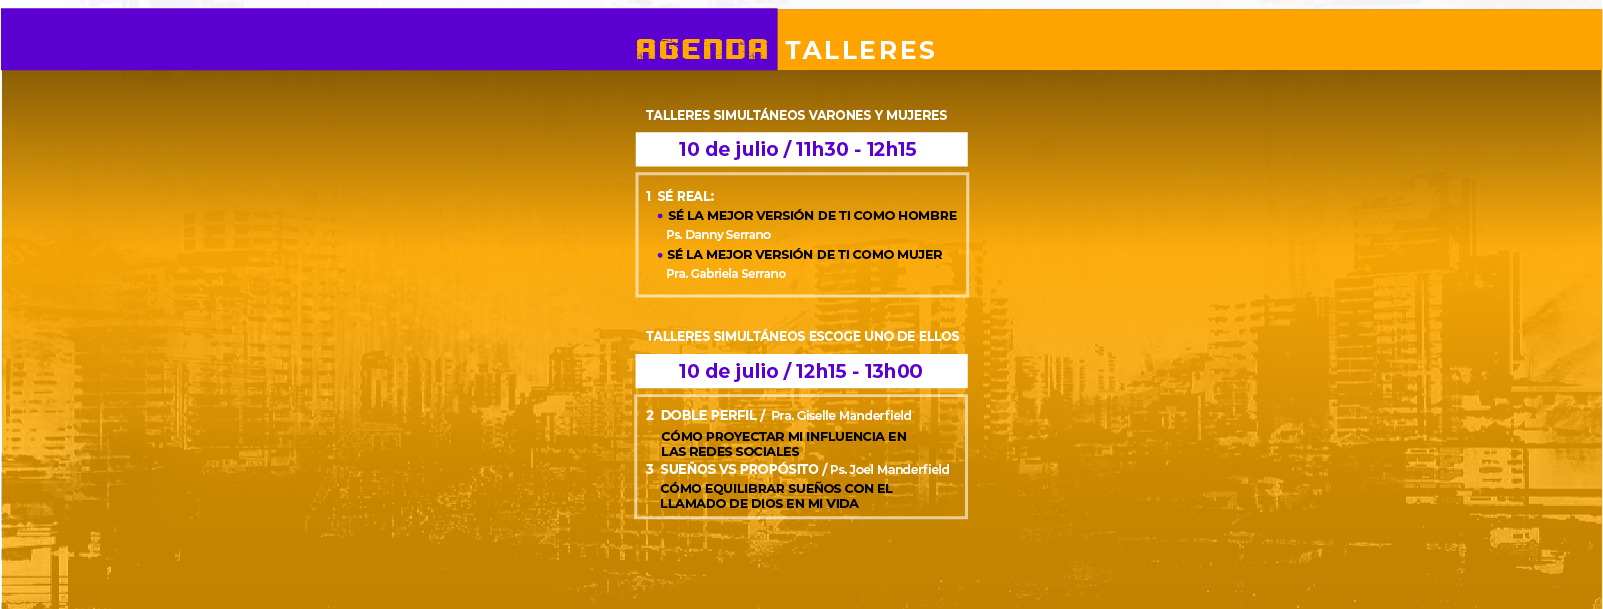 AGENDA TALLERES
TALLERES SIMULTÁNEOS VARONES Y MUJERES
10 de julio / 11h30 - 12h15
1 SÉ REAL:
• SÉ LA MEJOR VERSIÓN DE TI COMO HOMBRE
Ps. Danny Serrano
• SÉ LA MEJOR VERSIÓN DE TI COMO MUJER
Pra. Gabriela Serrano
TALLERES SIMULTÁNEOS ESCOGE UNO DE ELLOS
10 de julio / 12h15 - 13h00
2 DOBLE PERFIL / Pra. Giselle Manderfield
CÓMO PROYECTAR MI INFLUENCIA EN
LAS REDES SOCIALES
3 SUEÑOS VS PROPÓSITO / Ps. Joel Manderfield
CÓMO EQUILIBRAR SUEÑOS CON EL
LLAMADO DE DIOS EN MI VIDA